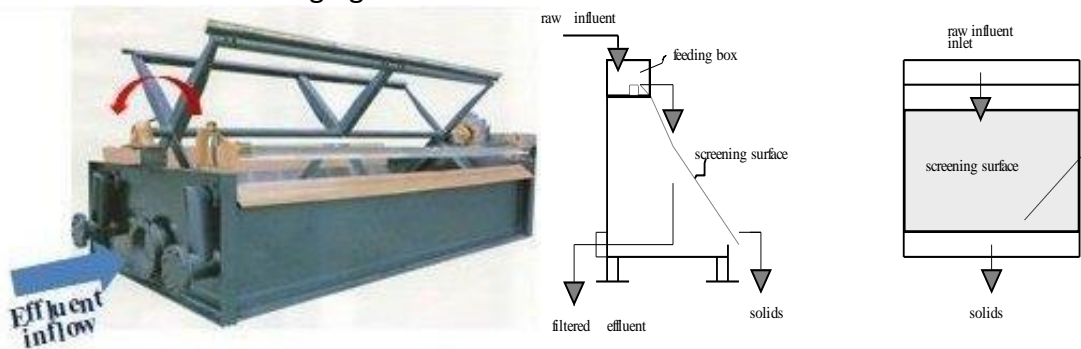 Effluent
inflow
raw influent
feeding box
screening surface
filtered effluent
solids
raw influent
inlet
screening surface
solids